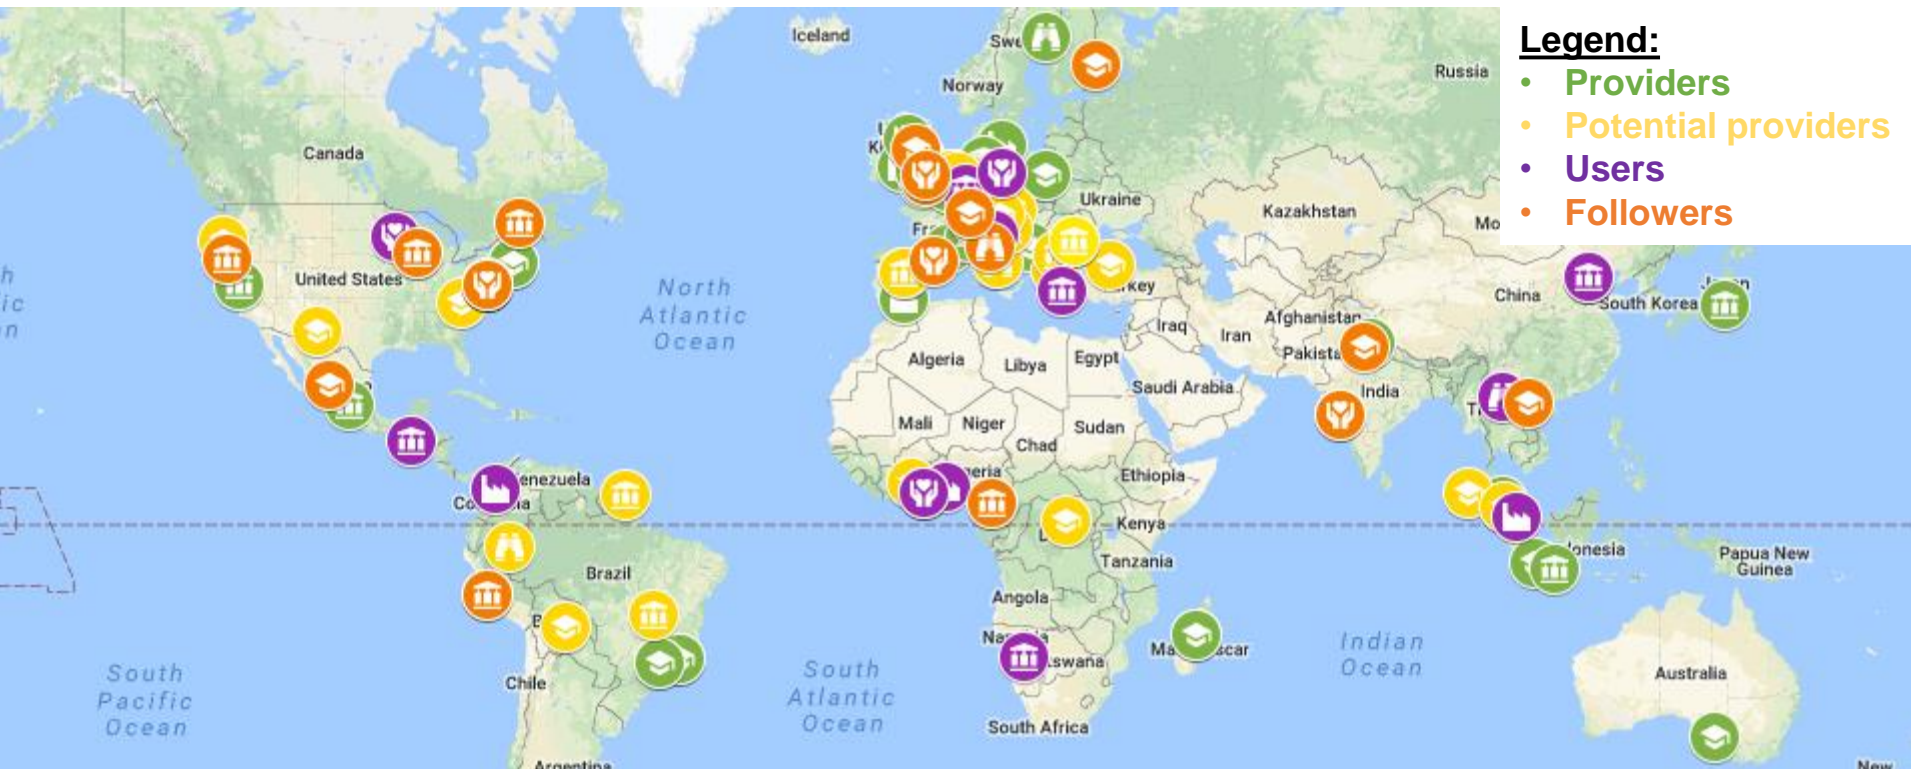 Legend:
• Providers
• Potential providers
• Users
• Followers
Iceland
Norway
Russia
Canada
Ukraine
Kazakhstan
United States
North
Atlantic
Ocean
China
South Korea
Iraq
Iran
Afghanistan
Algeria
Libya
Egypt
Saudi Arabia
India
Mali
Niger
Chad
Sudan
Ethiopia
Kenya
Tanzania
Brazil
Papua New
Guinea
Angola
South
Pacific
Ocean
Chile
South
Atlantic
Ocean
Indian
Ocean
Australia
South Africa
Argentina
New